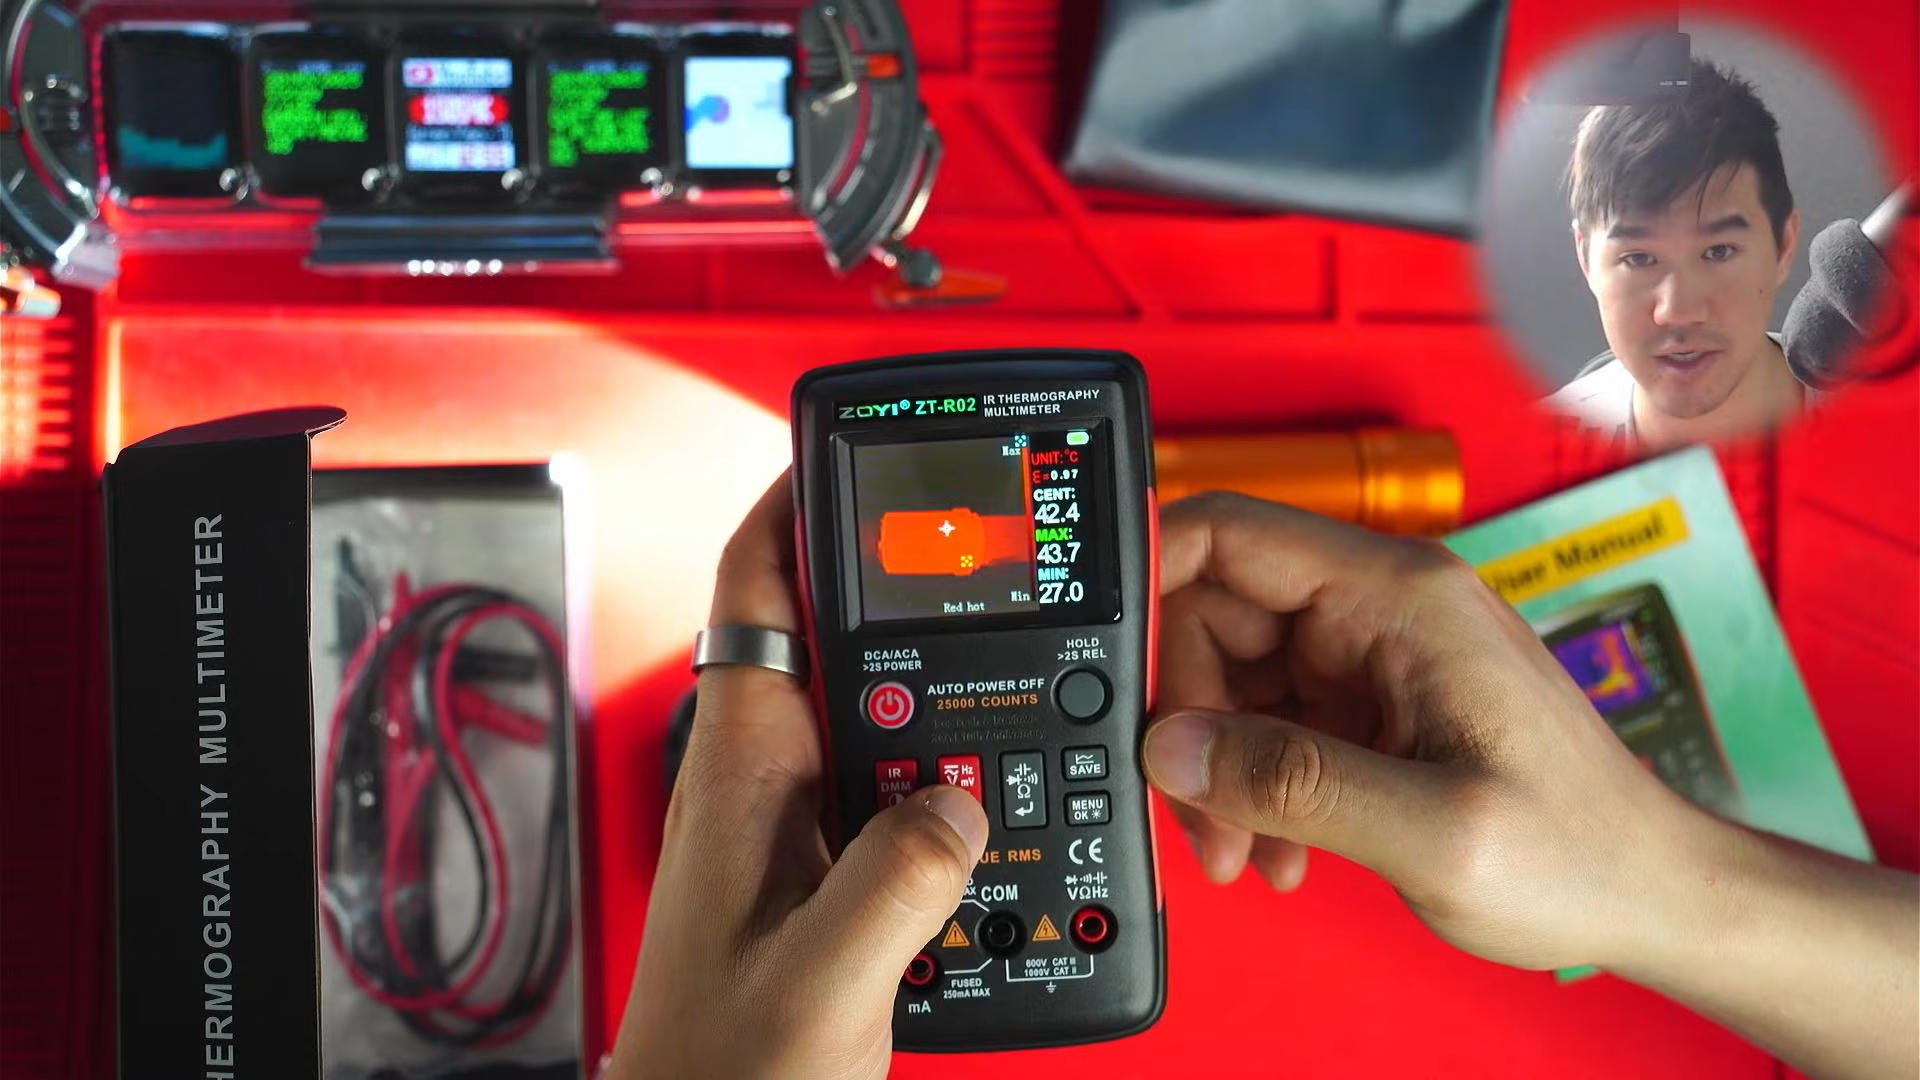 ZOYI® ZT-R02
IR THERMOGRAPHY
MULTIMETER
Max
UNIT:°C
ε=0.97
CENT:
42.4
MAX:
43.7
MIN:
27.0
Min
Red hot
DCA/ACA
>2S POWER
HOLD
>2S REL
AUTO POWER OFF
25000 COUNTS
IR
DMM
Hz
V mV
Ω
SAVE
MENU
OK
RMS
CE
COM
VΩHz
600V CAT III
1000V CAT II
FUSED
250mA MAX
mA
HERMOGRAPHY MULTIMETER
User Manual